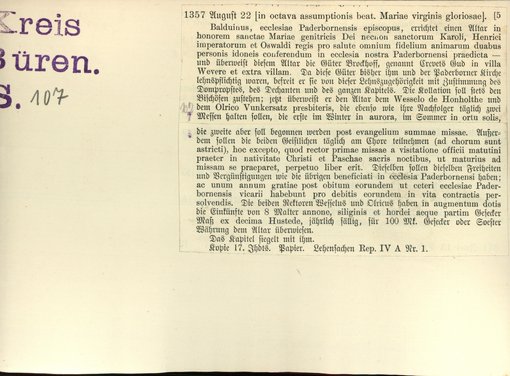 Kreis
Büren.
S. 107
1357 August 22 [in octava assumptionis beat. Mariae virginis gloriosae]. [5
Balduinus, ecclesiae Paderbornensis episcopus, errichtet einen Altar in
honorem sanctae Mariae genitricis Dei necnon sanctorum Karoli, Henrici
imperatorum et Oswaldi regis pro salute omnium fidelium animarum duabus
personis idoneis conferendum in ecclesia nostra Paderbornensi praedicta —
und überweist diesem Altar die Güter Brockhoff, genannt Crevets Gud in villa
Wevere et extra villam. Da diese Güter bisher ihm und der Paderborner Kirche
lehnspflichtig waren, befreit er sie von dieser Lehnszugehörigkeit mit Zustimmung des
Dompropstes, des Dechanten und des ganzen Kapitels. Die Kollation soll stets den
Bischöfen zustehen; jetzt überweist er den Altar dem Wesselo de Honholthe und
dem Olrico Vunkersatz presbiteris, die ebenso wie ihre Nachfolger täglich zwei
Messen halten sollen, die erste im Winter in aurora, im Sommer in ortu solis,
die zweite aber soll begonnen werden post evangelium summae missae. Außer-
dem sollen die beiden Geistlichen täglich am Chore teilnehmen (ad chorum sunt
astricti), hoc excepto, quod rector primae missae a visitatione officii matutini
praeter in nativitate Christi et Paschae sacris noctibus, ut maturius ad
missam se praeparet, perpetuo liber erit. Dieselben sollen dieselben Freiheiten
und Vergünstigungen wie die übrigen beneficiati in ecclesia Paderbornensi haben;
ac unum annum gratiae post obitum eorundem ut ceteri ecclesiae Pader-
bornensis vicarii habebunt pro debitis eorundem in vita contractis per-
solvendis. Die beiden Rektoren Wesselus und Olricus haben in augmentum dotis
die Einkünfte von 8 Malter annone, siliginis et hordei aeque partim Geseker
Maß ex decima Hustede, jährlich fällig, für 100 Mk. Geseker oder Soester
Währung dem Altar überwiesen.
Das Kapitel siegelt mit ihm.
Kopie 17. Jhdts. Papier. Lehensachen Rep. IV A Nr. 1.